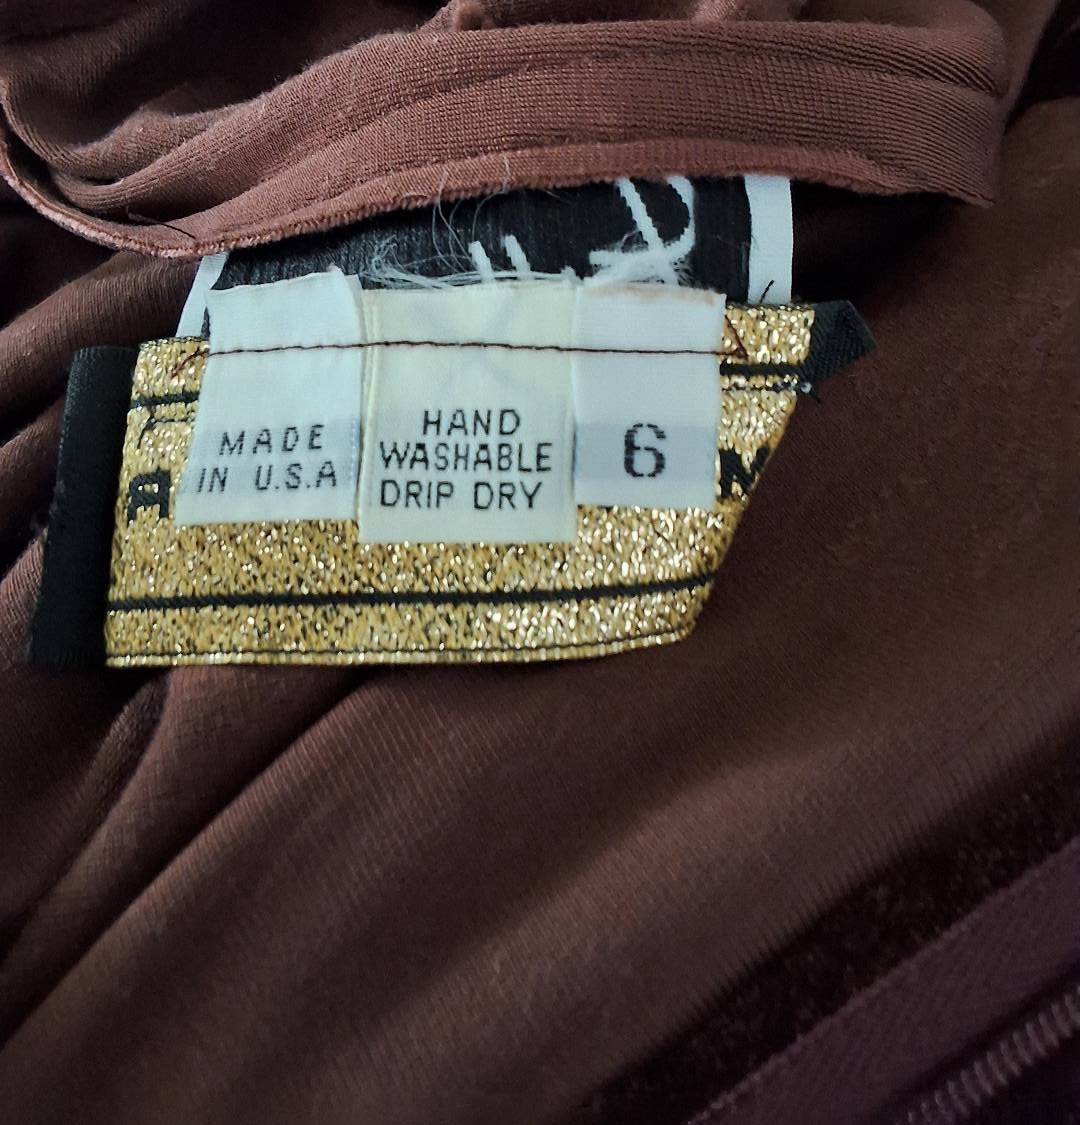 MADE
IN U.S.A
HAND
WASHABLE
DRIP DRY
6